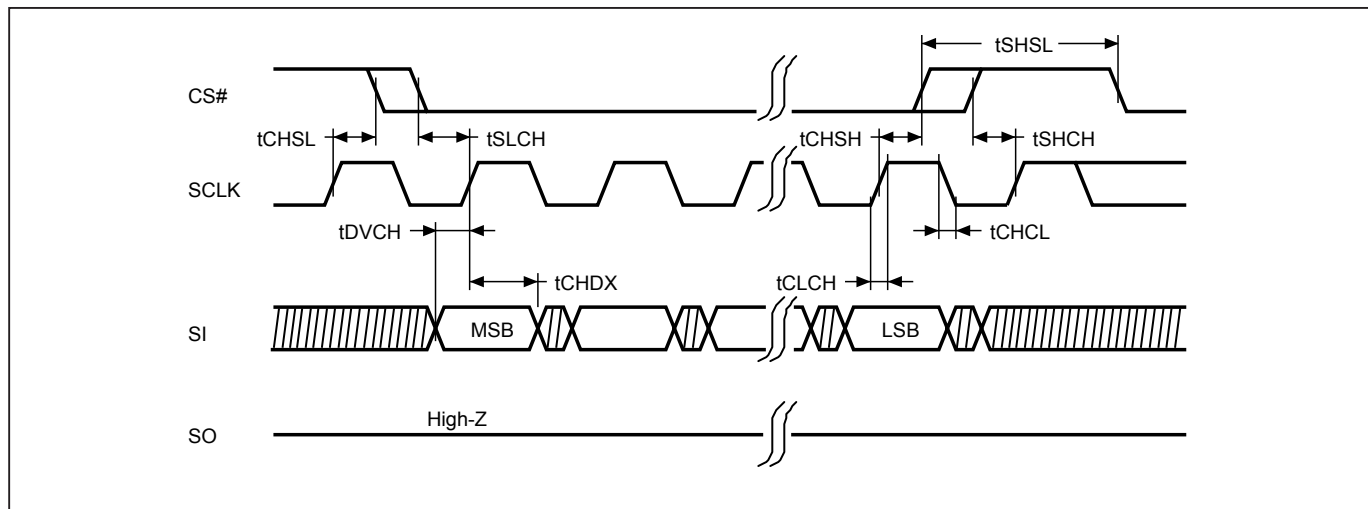 tSHSL
CS#
tCHSL
tSLCH
tCHSH
tSHCH
SCLK
tDVCH
tCHCL
tCHDX
tCLCH
SI
MSB
LSB
High-Z
SO